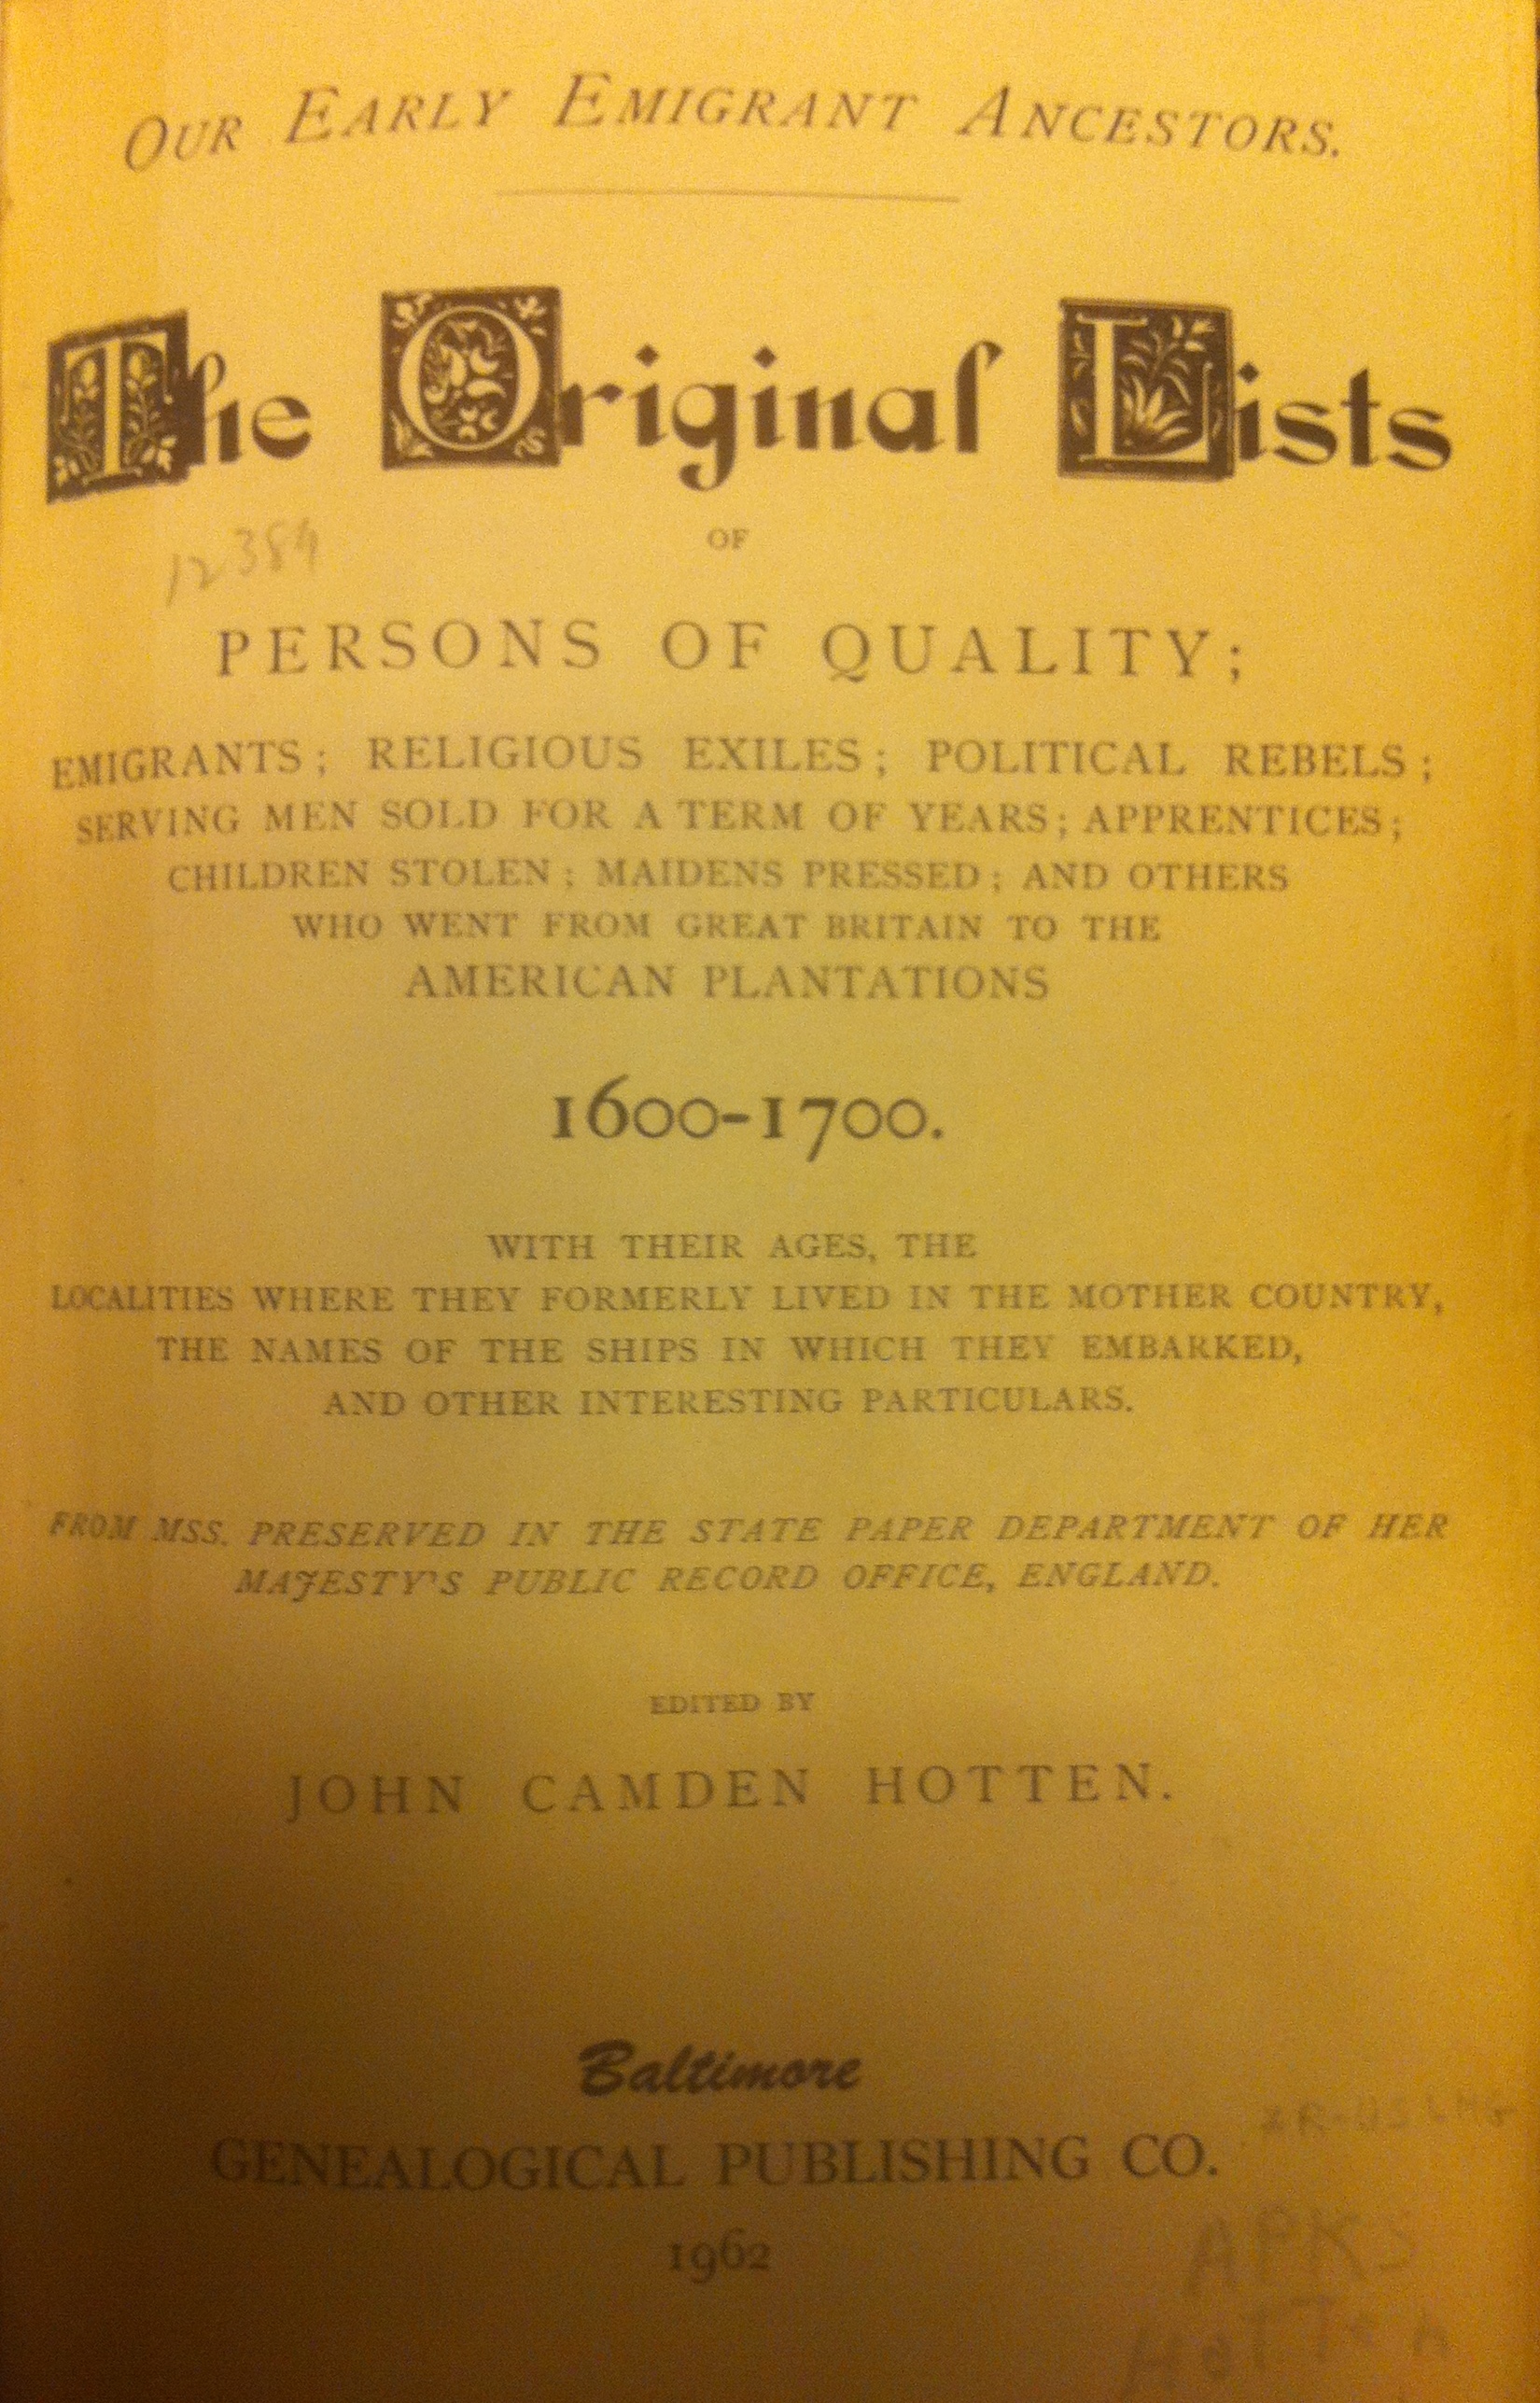 OUR EARLY EMIGRANT ANCESTORS.
The Original Lists
12384
OF
PERSONS OF QUALITY;
EMIGRANTS; RELIGIOUS EXILES; POLITICAL REBELS;
SERVING MEN SOLD FOR A TERM OF YEARS; APPRENTICES;
CHILDREN STOLEN; MAIDENS PRESSED; AND OTHERS
WHO WENT FROM GREAT BRITAIN TO THE
AMERICAN PLANTATIONS
1600-1700.
WITH THEIR AGES, THE
LOCALITIES WHERE THEY FORMERLY LIVED IN THE MOTHER COUNTRY,
THE NAMES OF THE SHIPS IN WHICH THEY EMBARKED,
AND OTHER INTERESTING PARTICULARS.
FROM MSS. PRESERVED IN THE STATE PAPER DEPARTMENT OF HER
MAJESTY'S PUBLIC RECORD OFFICE, ENGLAND.
EDITED BY
JOHN CAMDEN HOTTEN.
Baltimore
GENEALOGICAL PUBLISHING CO.
1962
APKS
HOTTEN